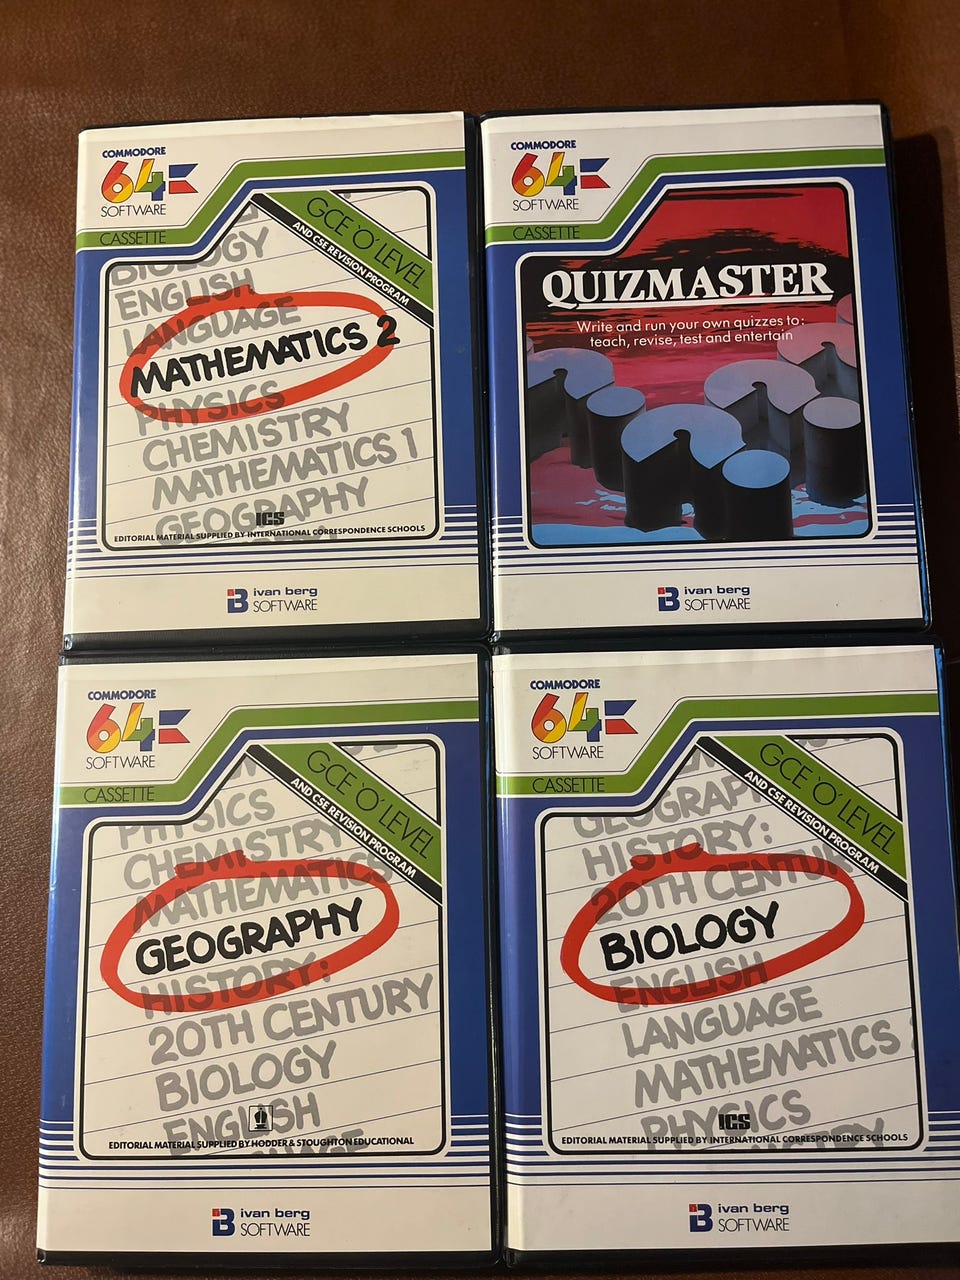 COMMODORE
64
SOFTWARE
CASSETTE
GCE 'O' LEVEL
AND CSE REVISION PROGRAM
BIOLOGY
ENGLISH
LANGUAGE
MATHEMATICS 2
PHYSICS
CHEMISTRY
MATHEMATICS 1
GEOGRAPHY
ICS
EDITORIAL MATERIAL SUPPLIED BY INTERNATIONAL CORRESPONDENCE SCHOOLS
ivan berg
SOFTWARE
COMMODORE
64
SOFTWARE
CASSETTE
QUIZMASTER
Write and run your own quizzes to:
teach, revise, test and entertain
ivan berg
SOFTWARE
COMMODORE
64
SOFTWARE
CASSETTE
GCE 'O' LEVEL
AND CSE REVISION PROGRAM
PHYSICS
CHEMISTRY
MATHEMATICS
GEOGRAPHY
HISTORY:
20TH CENTURY
BIOLOGY
ENGLISH
EDITORIAL MATERIAL SUPPLIED BY HODDER & STOUGHTON EDUCATIONAL
ivan berg
SOFTWARE
COMMODORE
64
SOFTWARE
CASSETTE
GCE 'O' LEVEL
AND CSE REVISION PROGRAM
GEOGRAP
HISTORY:
20TH CENTU
BIOLOGY
ENGLISH
LANGUAGE
MATHEMATICS
PHYSICS
ICS
EDITORIAL MATERIAL SUPPLIED BY INTERNATIONAL CORRESPONDENCE SCHOOLS
ivan berg
SOFTWARE